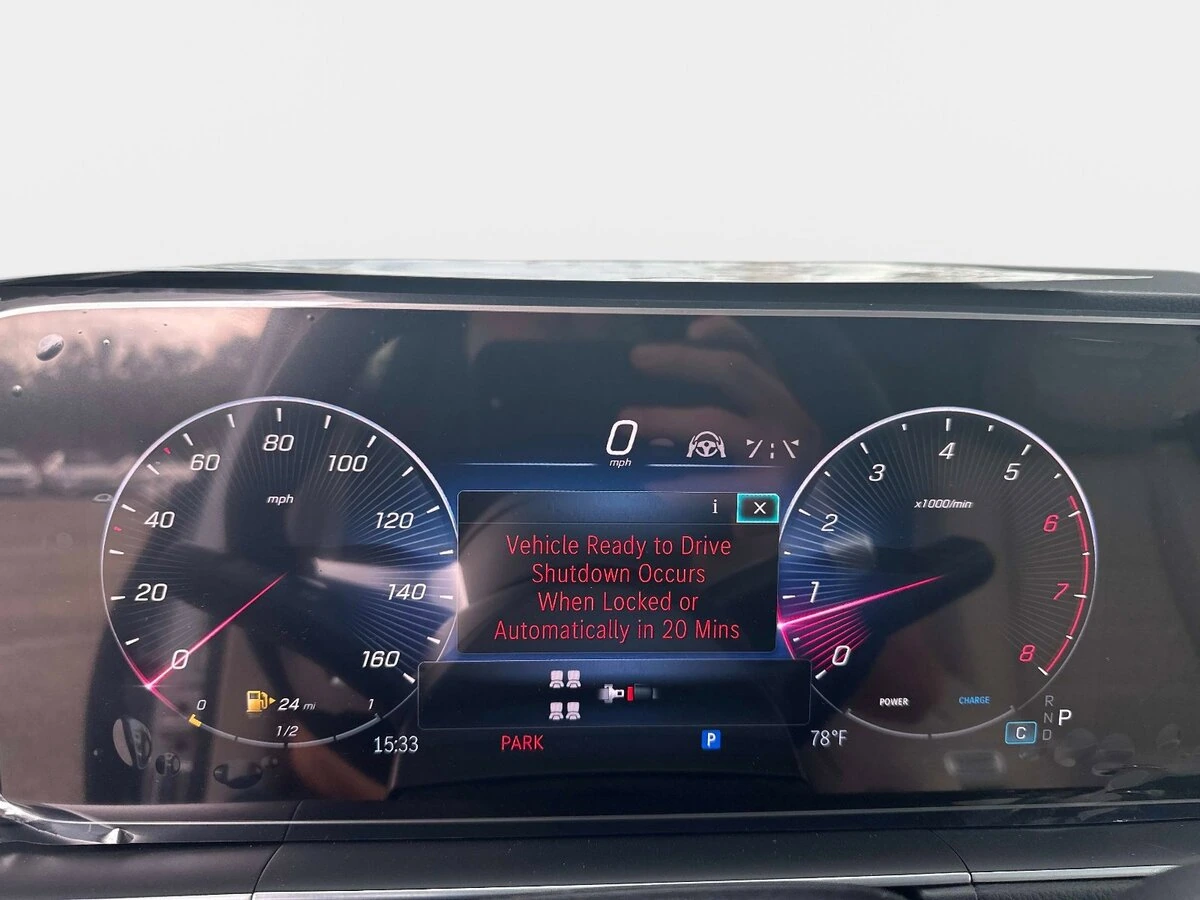 80
60
100
mph
40
120
20
140
0
160
0
24 mi
1
1/2
15:33
0
mph
i
Vehicle Ready to Drive
Shutdown Occurs
When Locked or
Automatically in 20 Mins
PARK
P
78°F
4
3
5
x1000/min
2
6
1
7
0
8
POWER
CHARGE
R
N P
C D